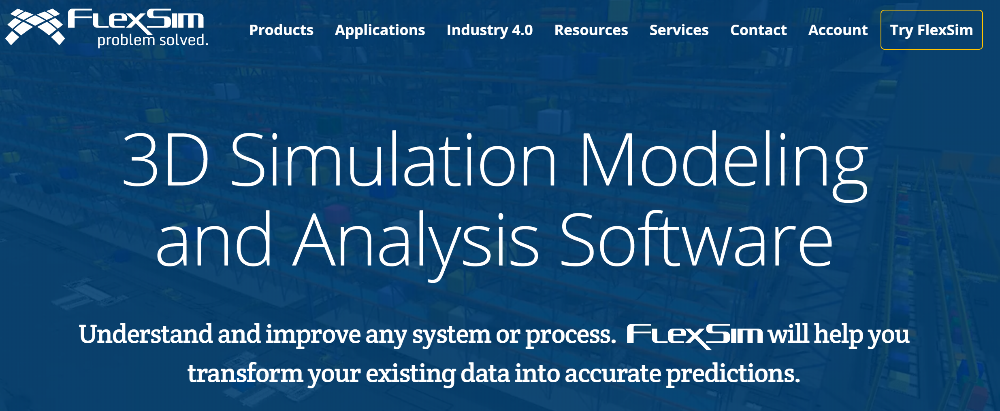 FlexSim
problem solved.
Products Applications Industry 4.0 Resources Services Contact Account Try FlexSim
3D Simulation Modeling
and Analysis Software
Understand and improve any system or process. FlexSim will help you
transform your existing data into accurate predictions.